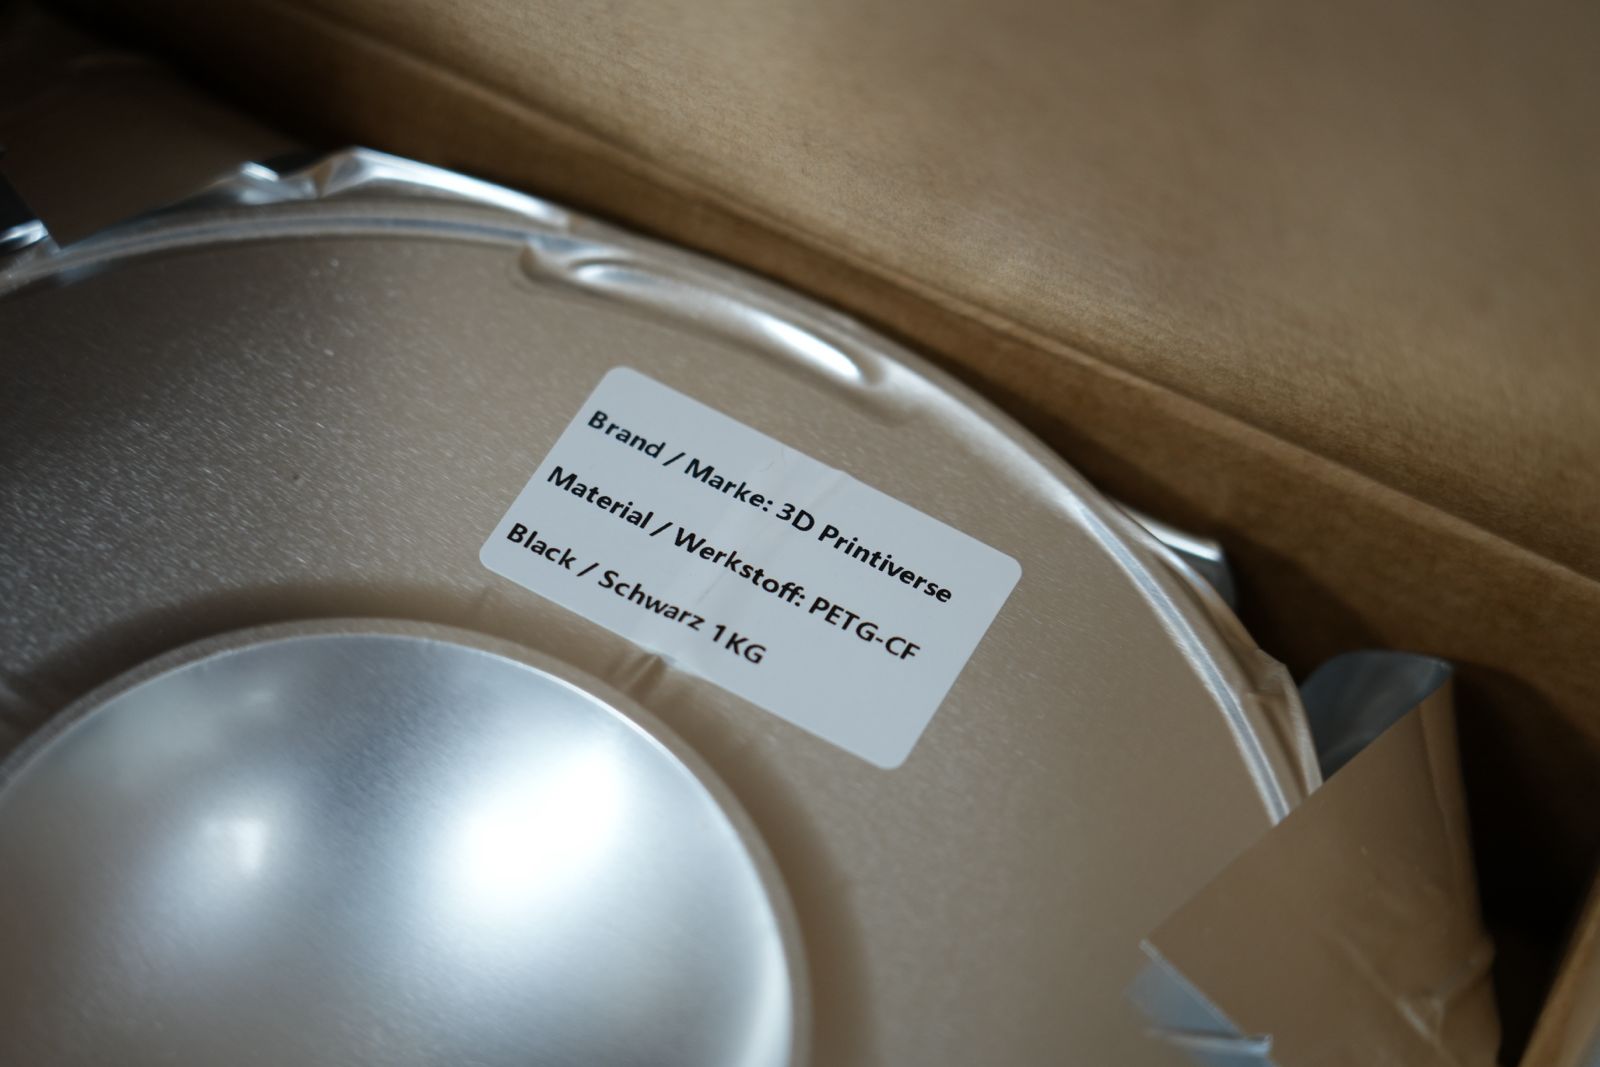 Brand / Marke: 3D Printiverse
Material / Werkstoff: PETG-CF
Black / Schwarz 1KG